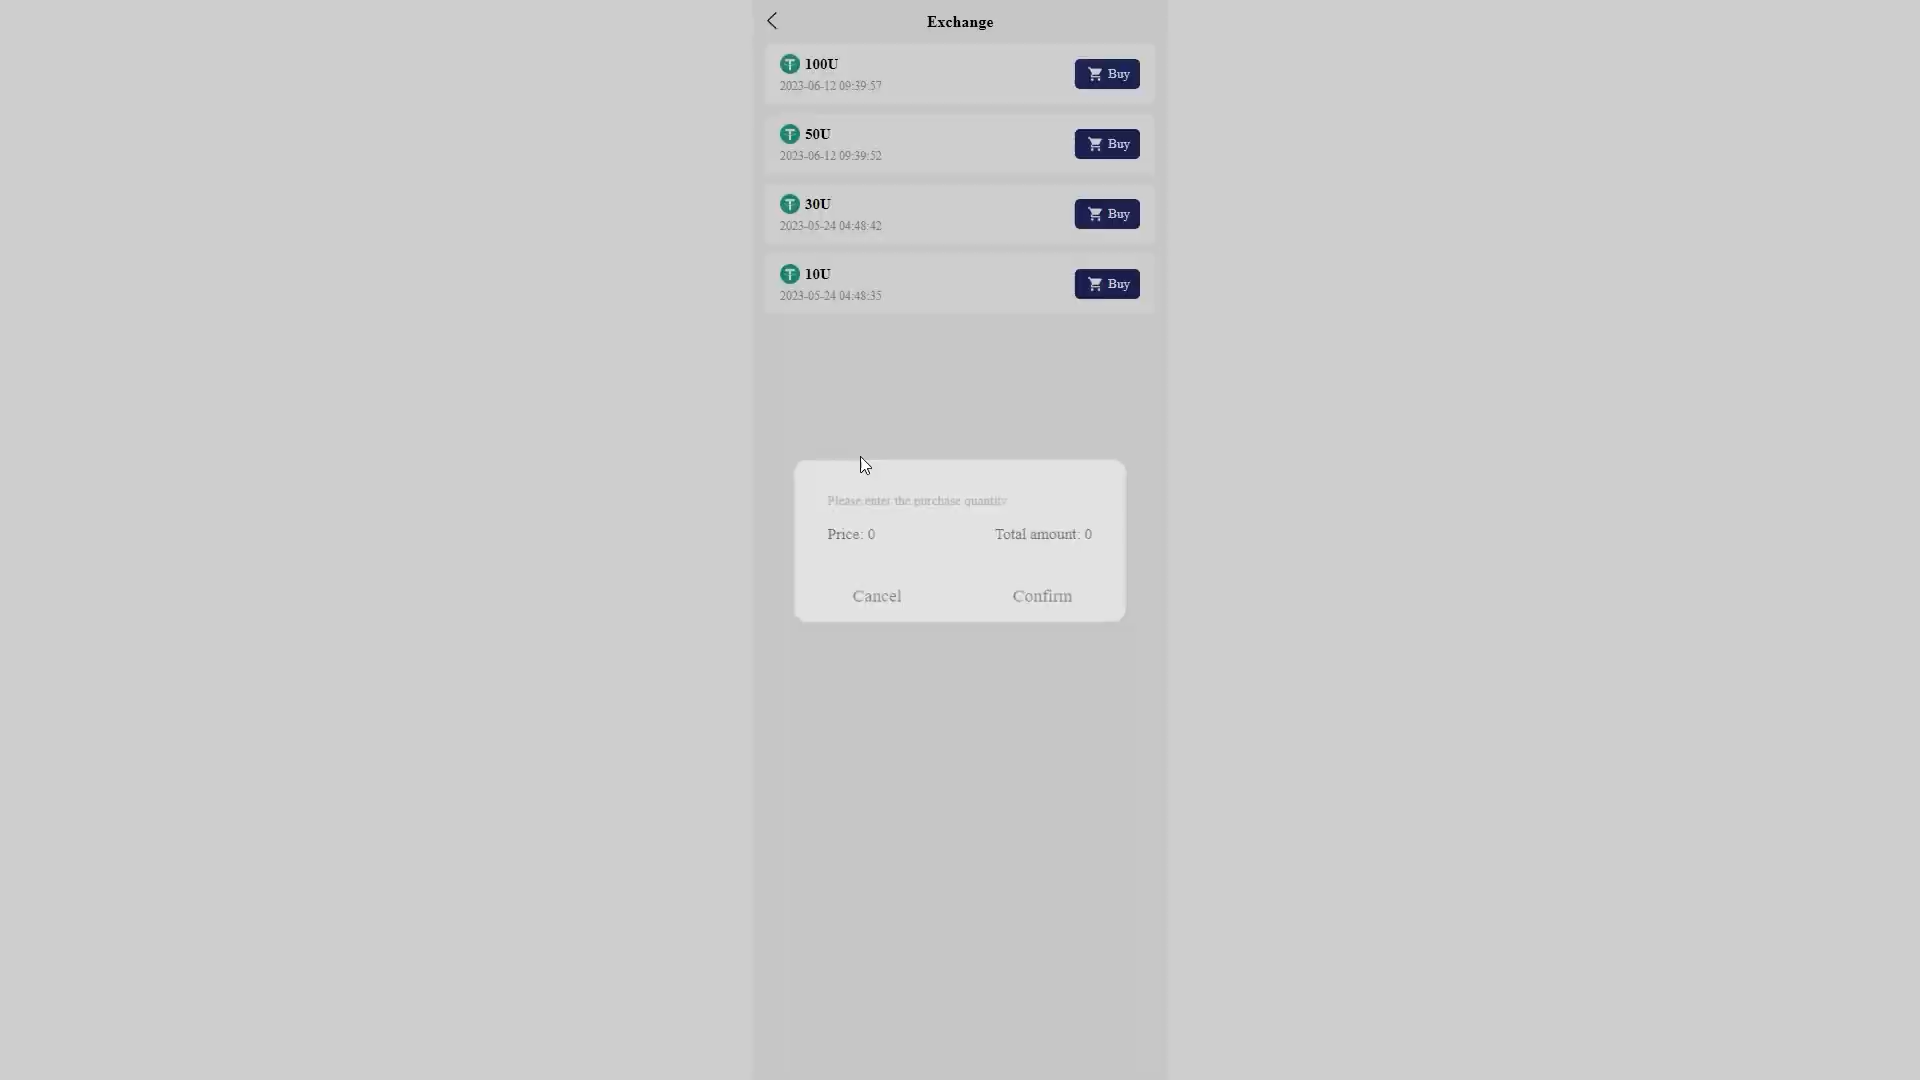 Exchange
100U
2023-06-12 09:39:57
Buy
50U
2023-06-12 09:39:52
Buy
30U
2023-05-24 04:48:42
Buy
10U
2023-05-24 04:48:35
Buy
Please enter the purchase quantity
Price: 0 Total amount: 0
Cancel Confirm